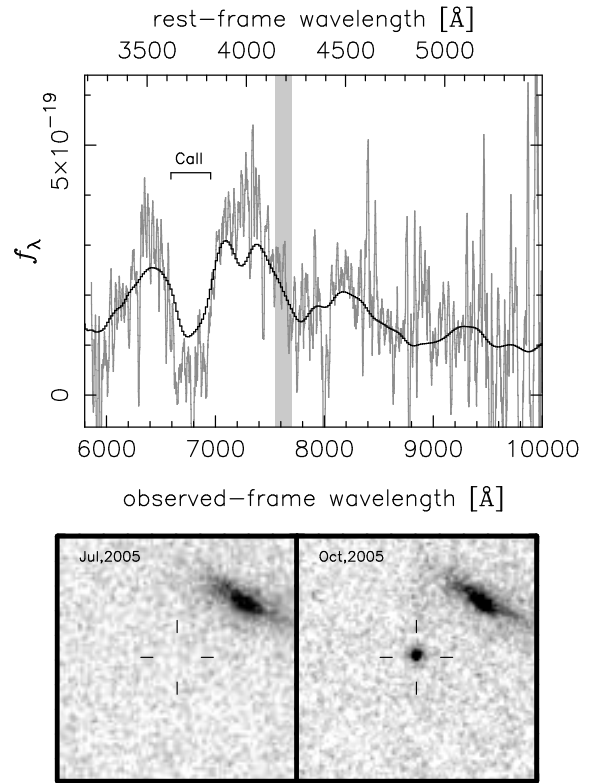 rest-frame wavelength [Å]
3500 4000 4500 5000
5×10⁻¹⁹
CaII
fλ
0
6000 7000 8000 9000 10000
observed-frame wavelength [Å]
Jul,2005 Oct,2005